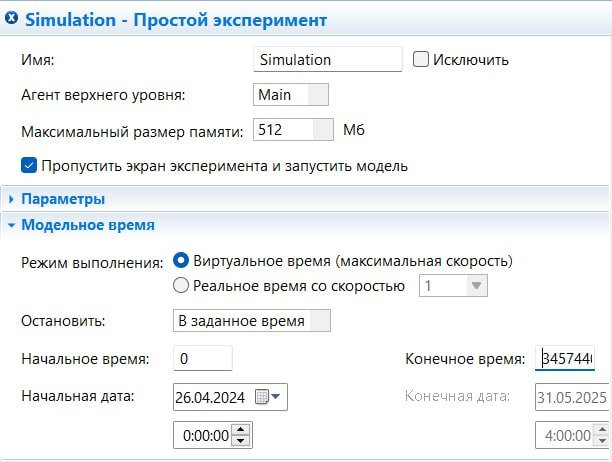 Simulation - Простой эксперимент
Имя: Simulation Исключить
Агент верхнего уровня: Main
Максимальный размер памяти: 512 Мб
Пропустить экран эксперимента и запустить модель
Параметры
Модельное время
Режим выполнения: Виртуальное время (максимальная скорость)
Реальное время со скоростью 1
Остановить: В заданное время
Начальное время: 0 Конечное время:
Начальная дата: 26.04.2024 Конечная дата: 31.05.2025
0:00:00 4:00:00